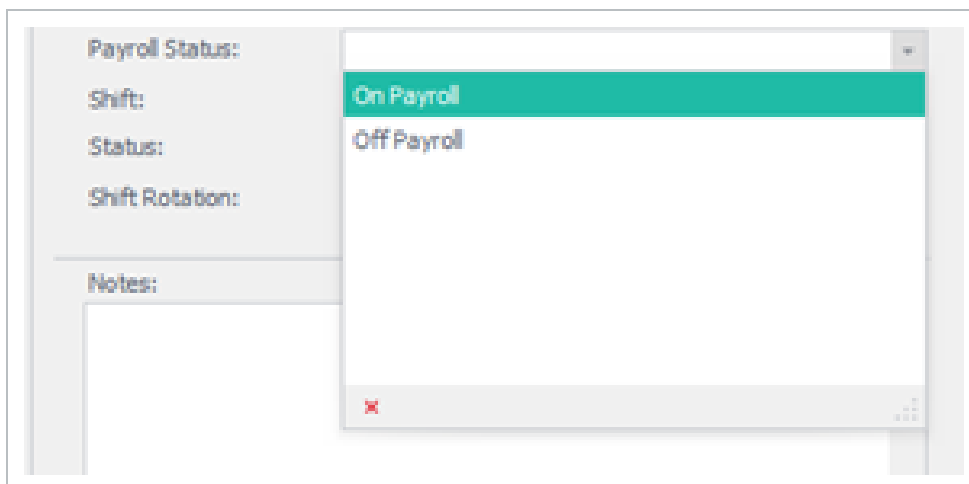 Payroll Status:
On Payroll
Shift:
Off Payroll
Status:
Shift Rotation:
Notes: